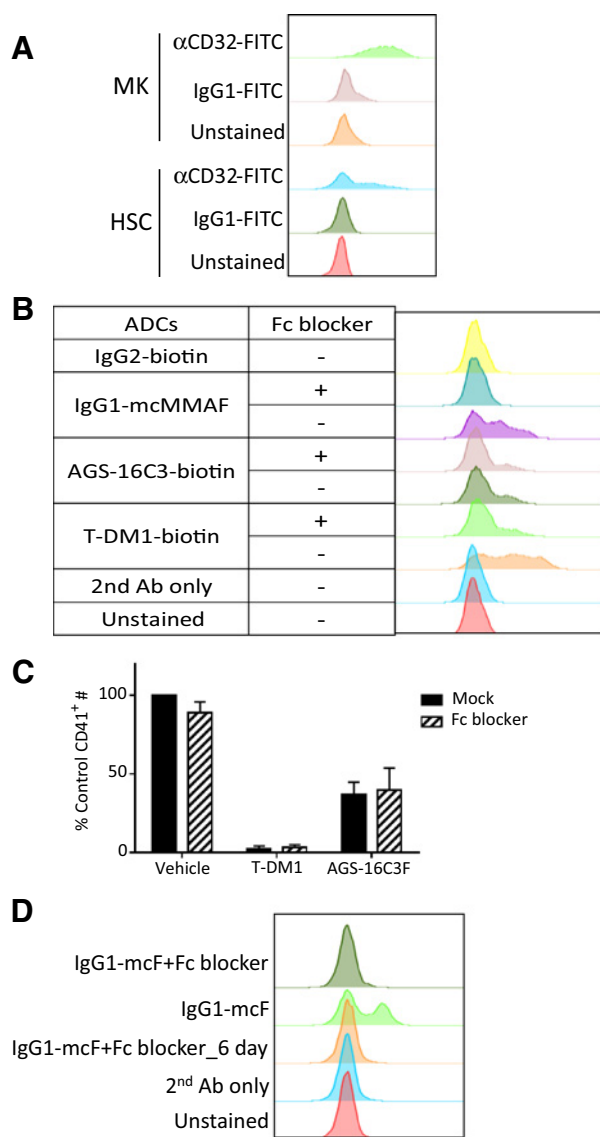 A
MK
αCD32-FITC
IgG1-FITC
Unstained
HSC
αCD32-FITC
IgG1-FITC
Unstained
B
ADCs Fc blocker
IgG2-biotin -
IgG1-mcMMAF +
-
AGS-16C3-biotin +
-
T-DM1-biotin +
-
2nd Ab only -
Unstained -
C
% Control CD41+ #
100
50
0
Vehicle T-DM1 AGS-16C3F
Mock
Fc blocker
D
IgG1-mcF+Fc blocker
IgG1-mcF
IgG1-mcF+Fc blocker_6 day
2nd Ab only
Unstained